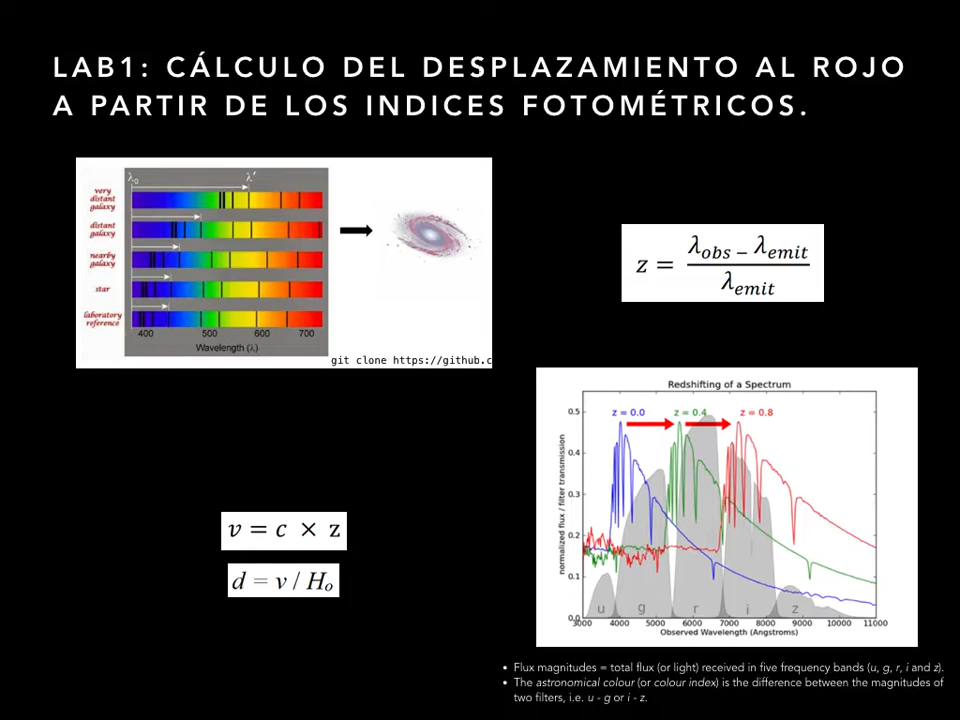 LAB1: CÁLCULO DEL DESPLAZAMIENTO AL ROJO
A PARTIR DE LOS INDICES FOTOMÉTRICOS.
λ₀ λ′
very
distant
galaxy
distant
galaxy
nearby
galaxy
star
laboratory
reference
400 500 600 700
Wavelength (λ)
git clone https://github.c
z = (λobs − λemit) / λemit
Redshifting of a Spectrum
z = 0.0 z = 0.4 z = 0.8
normalized flux / filter transmission
0.5
0.4
0.3
0.2
0.1
0.0
u g r i z
3000 4000 5000 6000 7000 8000 9000 10000 11000
Observed Wavelength (Angstroms)
v = c × z
d = v / Ho
• Flux magnitudes = total flux (or light) received in five frequency bands (u, g, r, i and z).
• The astronomical colour (or colour index) is the difference between the magnitudes of
two filters, i.e. u - g or i - z.